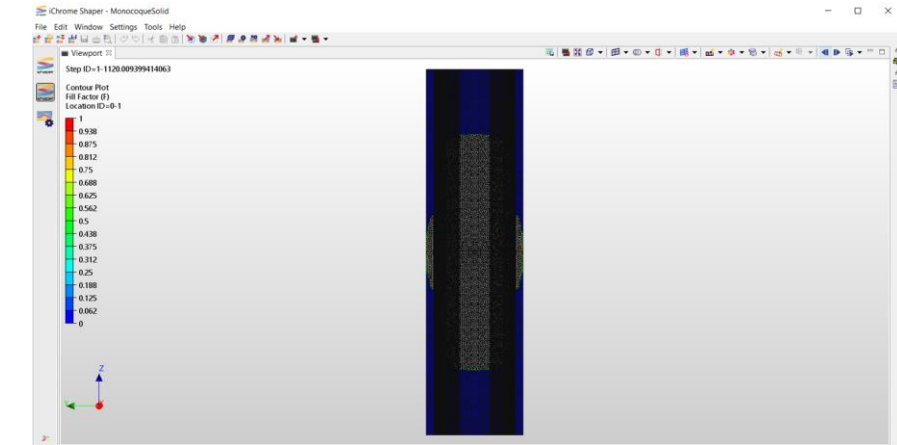 iChrome Shaper - MonocoqueSolid
File Edit Window Settings Tools Help
Viewport
Step ID=1-1120.009399414063
Contour Plot
Fill Factor (F)
Location ID=0-1
1
0.938
0.875
0.812
0.75
0.688
0.625
0.562
0.5
0.438
0.375
0.312
0.25
0.188
0.125
0.062
0
Z
Y